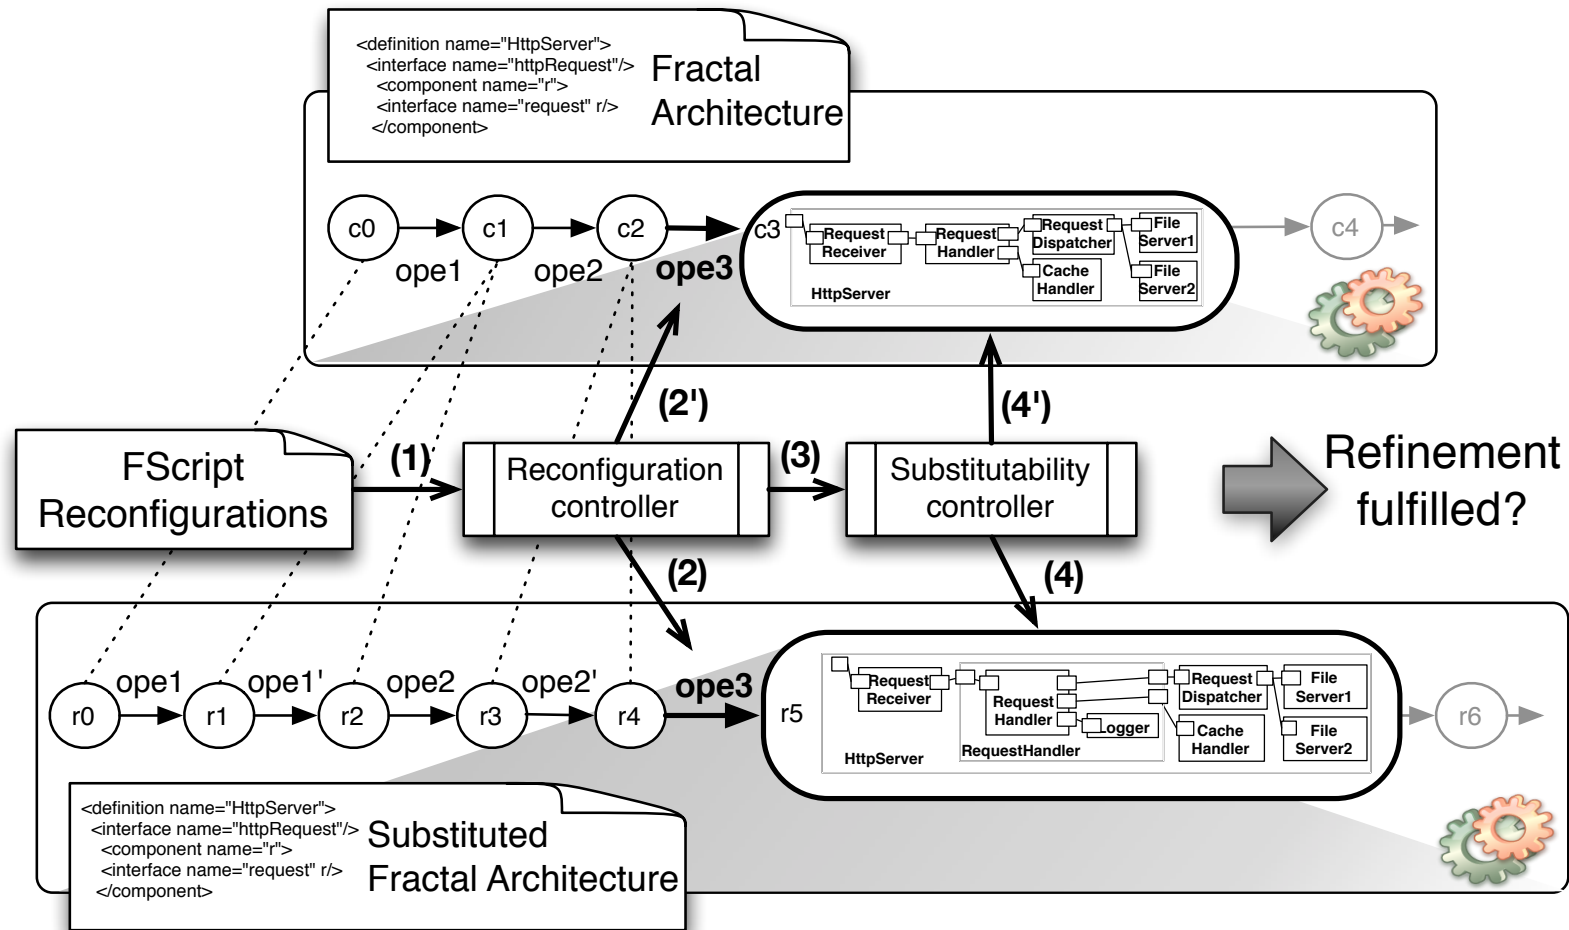 <definition name="HttpServer">
<interface name="httpRequest"/>
<component name="r">
<interface name="request" r/>
</component>
Fractal
Architecture
c0
c1
c2
c3
c4
ope1
ope2
ope3
Request
Receiver
Request
Handler
Request
Dispatcher
File
Server1
Cache
Handler
File
Server2
HttpServer
(2')
(4')
FScript
Reconfigurations
(1)
Reconfiguration
controller
(3)
Substitutability
controller
Refinement
fulfilled?
(2)
(4)
ope1
ope1'
ope2
ope2'
ope3
r0
r1
r2
r3
r4
r5
r6
Request
Receiver
Request
Handler
Logger
RequestHandler
Request
Dispatcher
File
Server1
Cache
Handler
File
Server2
HttpServer
<definition name="HttpServer">
<interface name="httpRequest"/>
<component name="r">
<interface name="request" r/>
</component>
Substituted
Fractal Architecture